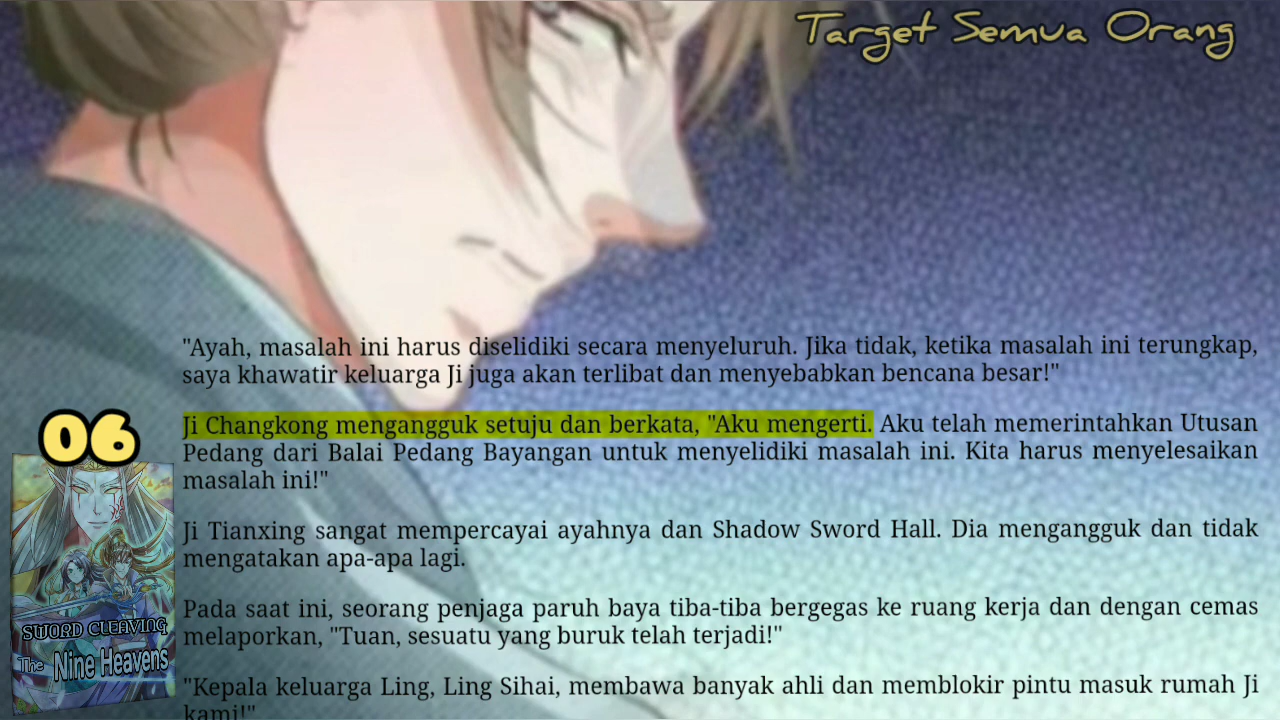 Target Semua Orang
"Ayah, masalah ini harus diselidiki secara menyeluruh. Jika tidak, ketika masalah ini terungkap,
saya khawatir keluarga Ji juga akan terlibat dan menyebabkan bencana besar!"
Ji Changkong mengangguk setuju dan berkata, "Aku mengerti. Aku telah memerintahkan Utusan
Pedang dari Balai Pedang Bayangan untuk menyelidiki masalah ini. Kita harus menyelesaikan
masalah ini!"
Ji Tianxing sangat mempercayai ayahnya dan Shadow Sword Hall. Dia mengangguk dan tidak
mengatakan apa-apa lagi.
Pada saat ini, seorang penjaga paruh baya tiba-tiba bergegas ke ruang kerja dan dengan cemas
melaporkan, "Tuan, sesuatu yang buruk telah terjadi!"
"Kepala keluarga Ling, Ling Sihai, membawa banyak ahli dan memblokir pintu masuk rumah Ji
kami!"
06
SWORD CLEAVING
The Nine Heavens